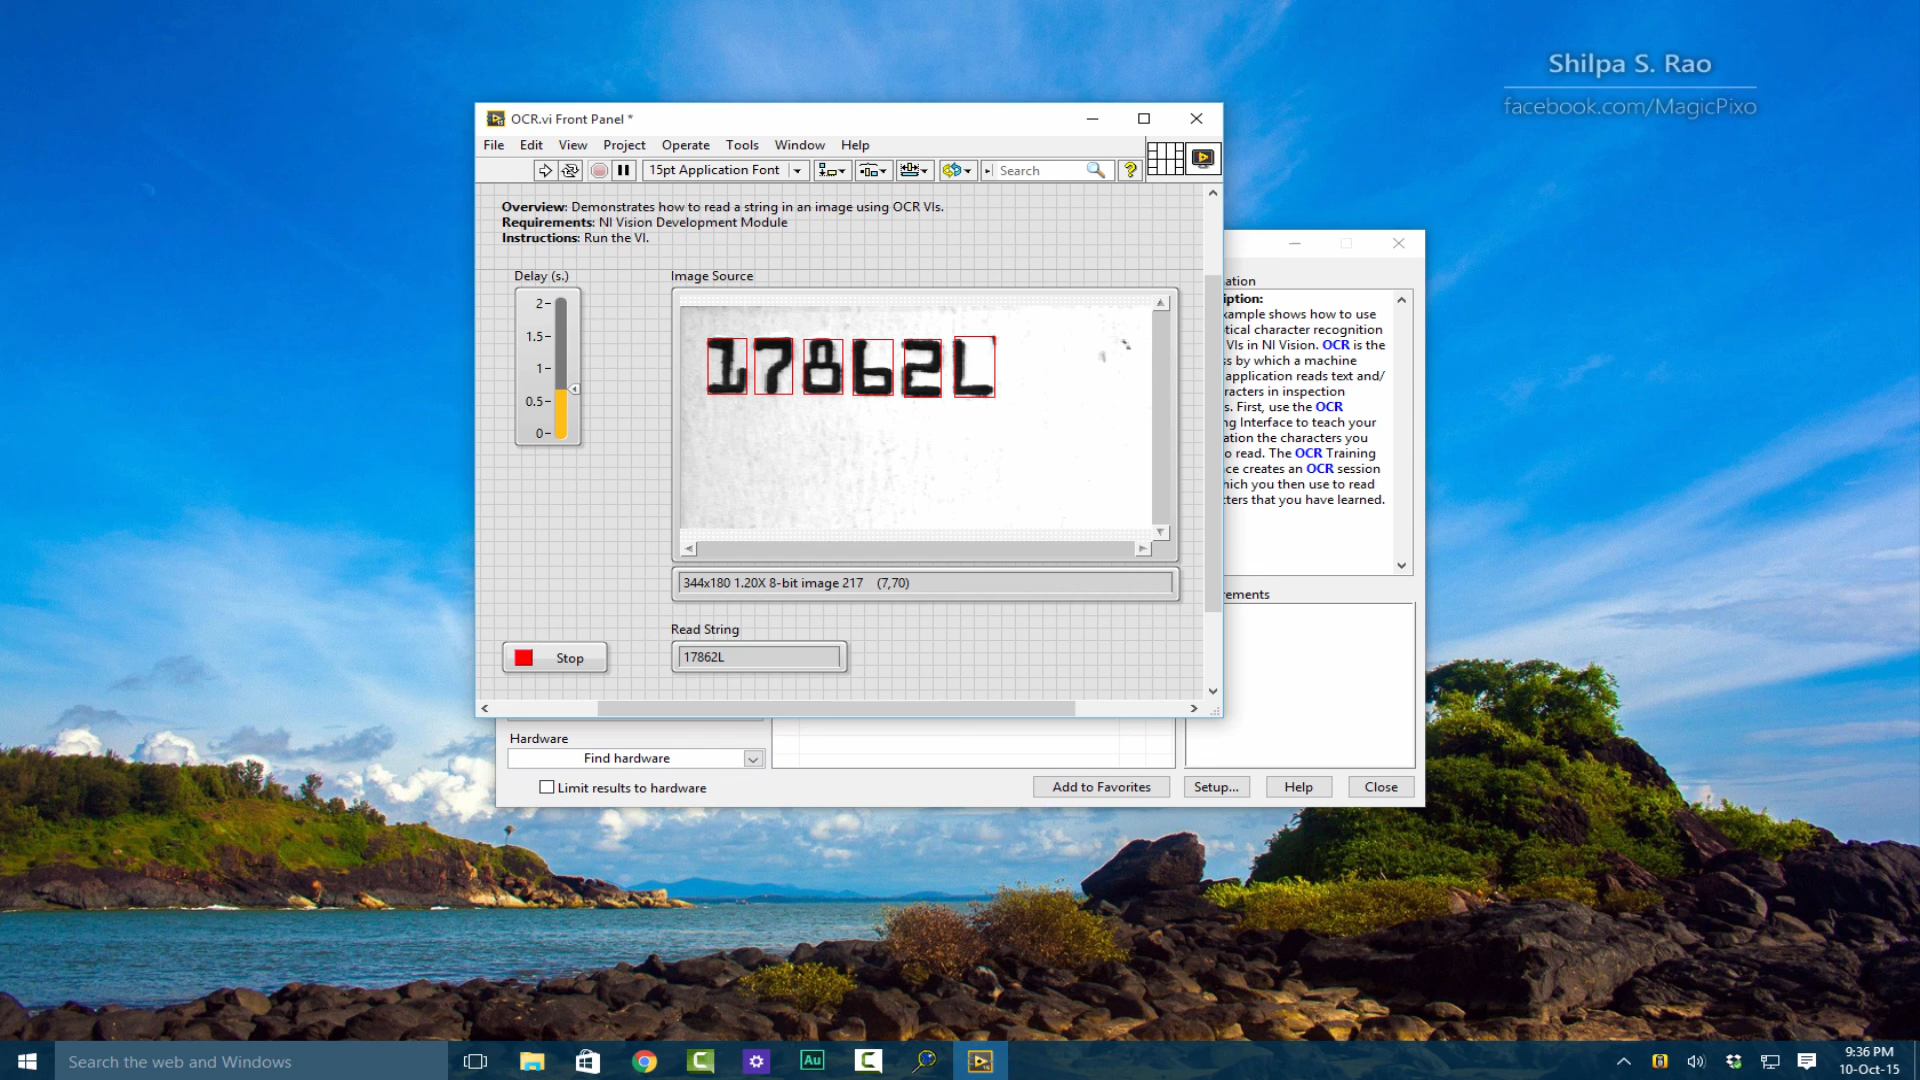 Shilpa S. Rao
facebook.com/MagicPixo
OCR.vi Front Panel *
File Edit View Project Operate Tools Window Help
15pt Application Font Search
Overview: Demonstrates how to read a string in an image using OCR VIs.
Requirements: NI Vision Development Module
Instructions: Run the VI.
Delay (s.)
2
1.5
1
0.5
0
Image Source
17862L
344x180 1.20X 8-bit image 217 (7,70)
Read String
17862L
Stop
ation
iption:
xample shows how to use
tical character recognition
VIs in NI Vision. OCR is the
ss by which a machine
application reads text and/
racters in inspection
s. First, use the OCR
ng Interface to teach your
ation the characters you
o read. The OCR Training
ce creates an OCR session
hich you then use to read
cters that you have learned.
rements
Hardware
Find hardware
Limit results to hardware
Add to Favorites Setup... Help Close
Search the web and Windows
Au
9:36 PM
10-Oct-15